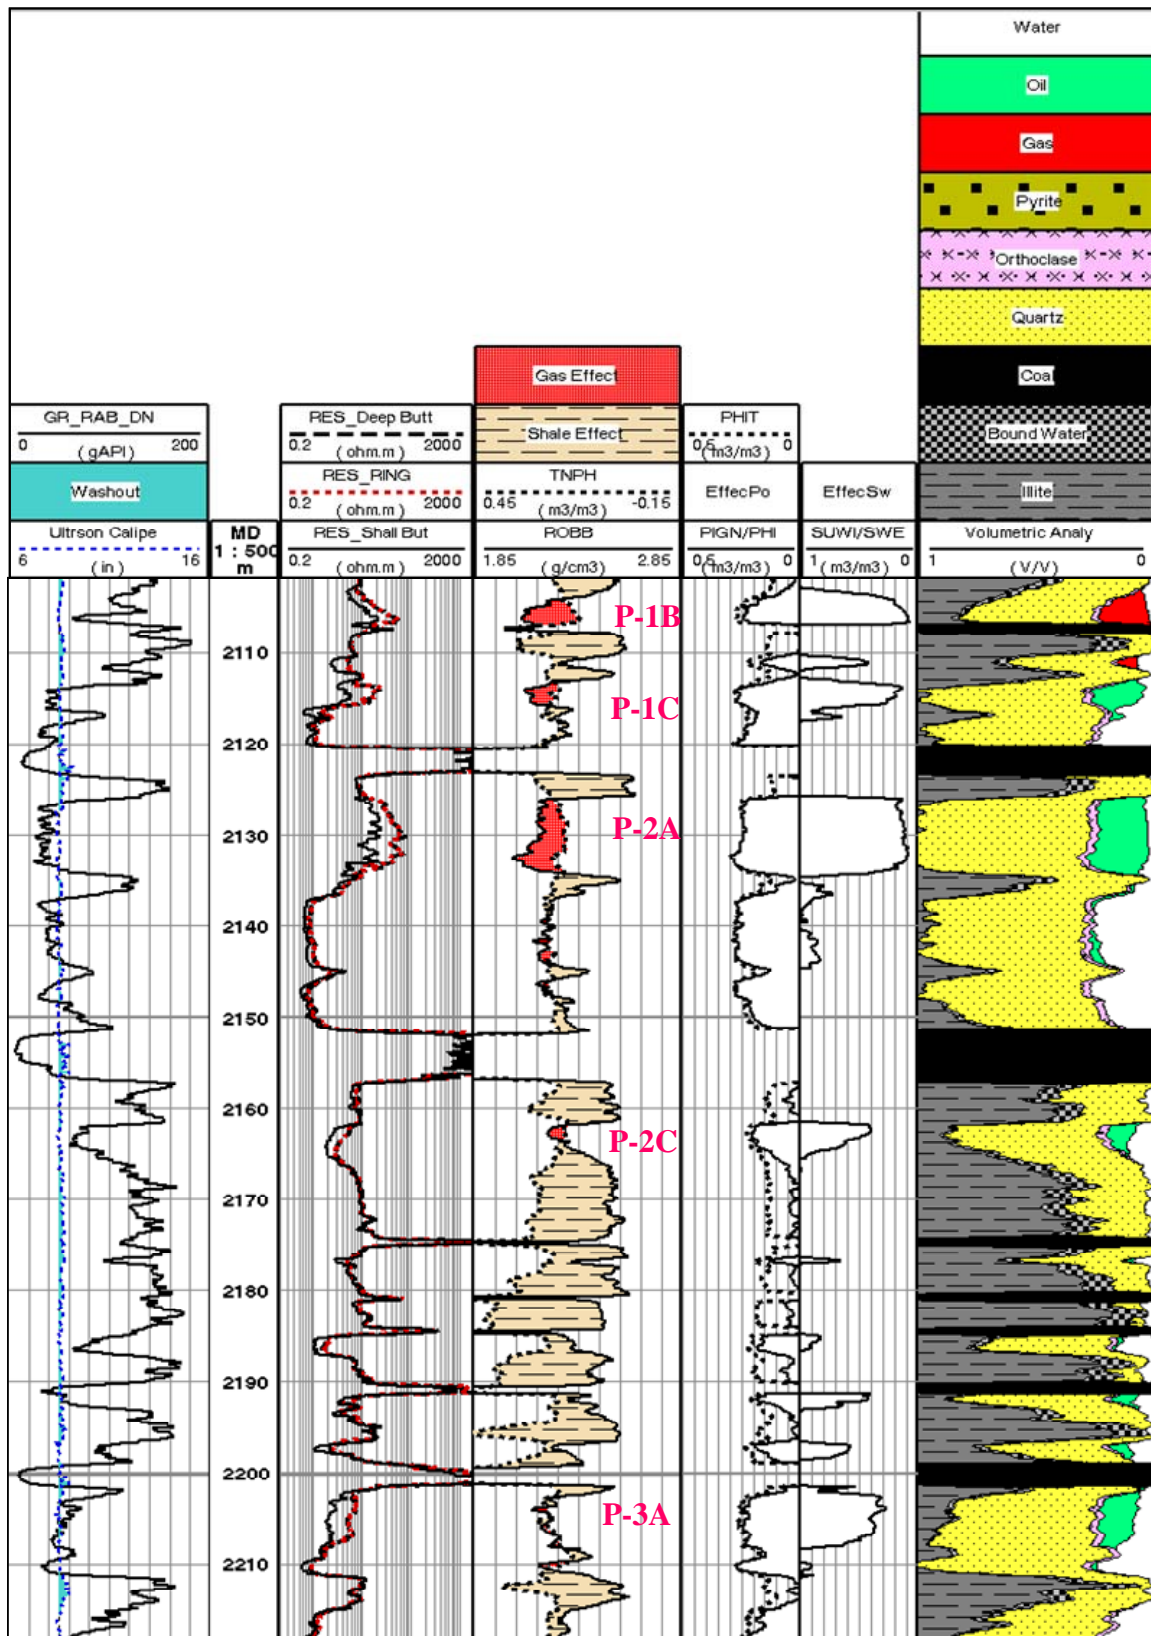 Water
Oil
Gas
Pyrite
Orthoclase
Quartz
Gas Effect
Coal
GR_RAB_DN
0 200
(gAPI)
RES_Deep Butt
0.2 2000
(ohm.m)
Shale Effect
PHIT
0.5 0
(m3/m3)
Bound Water
Washout
RES_RING
0.2 2000
(ohm.m)
TNPH
0.45 -0.15
(m3/m3)
EffecPo
EffecSw
Illite
Ultrson Calipe
6 16
(in)
MD
1 : 500
m
RES_Shall But
0.2 2000
(ohm.m)
ROBB
1.85 2.85
(g/cm3)
PIGN/PHI
0.5 0
(m3/m3)
SUWI/SWE
1 0
(m3/m3)
Volumetric Analy
1 0
(V/V)
P-1B
2110
P-1C
2120
P-2A
2130
2140
2150
2160
P-2C
2170
2180
2190
2200
P-3A
2210